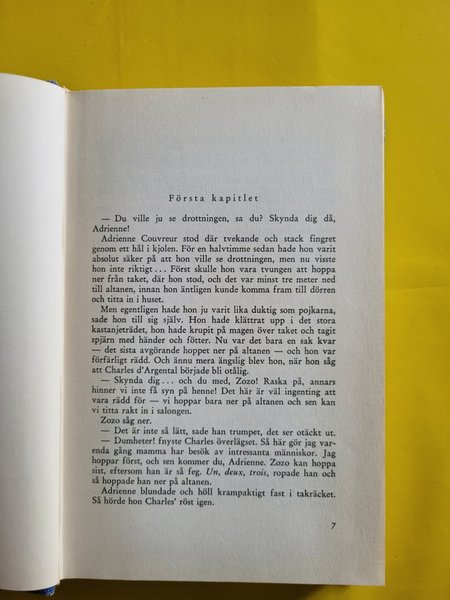 Första kapitlet
— Du ville ju se drottningen, sa du? Skynda dig då,
Adrienne!
Adrienne Couvreur stod där tvekande och stack fingret
genom ett hål i kjolen. För en halvtimme sedan hade hon varit
absolut säker på att hon ville se drottningen, men nu visste
hon inte riktigt ... Först skulle hon vara tvungen att hoppa
ner från taket, där hon stod, och det var minst tre meter ned
till altanen, innan hon äntligen kunde komma fram till dörren
och titta in i huset.
Men egentligen hade hon ju varit lika duktig som pojkarna,
sade hon till sig själv. Hon hade klättrat upp i det stora
kastanjeträdet, hon hade krupit på magen över taket och tagit
spjärn med händer och fötter. Nu var det bara en sak kvar
— det sista avgörande hoppet ner på altanen — och hon var
förfärligt rädd. Och ännu mera ängslig blev hon, när hon såg
att Charles d'Argental började bli otålig.
— Skynda dig ... och du med, Zozo! Raska på, annars
hinner vi inte få syn på henne! Det här är väl ingenting att
vara rädd för — vi hoppar bara ner på altanen och sen kan
vi titta rakt in i salongen.
Zozo såg ner.
— Det är inte så lätt, sade han trumpet, det ser otäckt ut.
— Dumheter! fnyste Charles överlägset. Så här gör jag var-
enda gång mamma har besök av intressanta människor. Jag
hoppar först, och sen kommer du, Adrienne. Zozo kan hoppa
sist, eftersom han är så feg. Un, deux, trois, ropade han och
så hoppade han ner på altanen.
Adrienne blundade och höll krampaktigt fast i takräcket.
Så hörde hon Charles' röst igen.
7